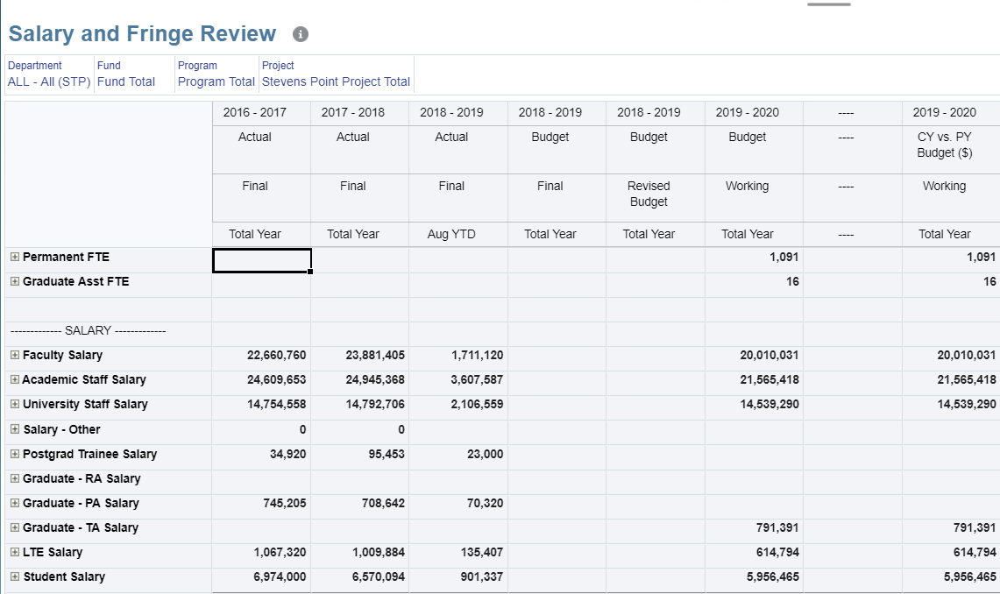 Salary and Fringe Review
Department Fund Program Project
ALL - All (STP) Fund Total Program Total Stevens Point Project Total
2016 - 2017 2017 - 2018 2018 - 2019 2018 - 2019 2018 - 2019 2019 - 2020 ---- 2019 - 2020
Actual Actual Actual Budget Budget Budget ---- CY vs. PY
Budget ($)
Final Final Final Final Revised Working ---- Working
Budget
Total Year Total Year Aug YTD Total Year Total Year Total Year ---- Total Year
Permanent FTE 1,091 1,091
Graduate Asst FTE 16 16
------------- SALARY -------------
Faculty Salary 22,660,760 23,881,405 1,711,120 20,010,031 20,010,031
Academic Staff Salary 24,609,653 24,945,368 3,607,587 21,565,418 21,565,418
University Staff Salary 14,754,558 14,792,706 2,106,559 14,539,290 14,539,290
Salary - Other 0 0
Postgrad Trainee Salary 34,920 95,453 23,000
Graduate - RA Salary
Graduate - PA Salary 745,205 708,642 70,320
Graduate - TA Salary 791,391 791,391
LTE Salary 1,067,320 1,009,884 135,407 614,794 614,794
Student Salary 6,974,000 6,570,094 901,337 5,956,465 5,956,465